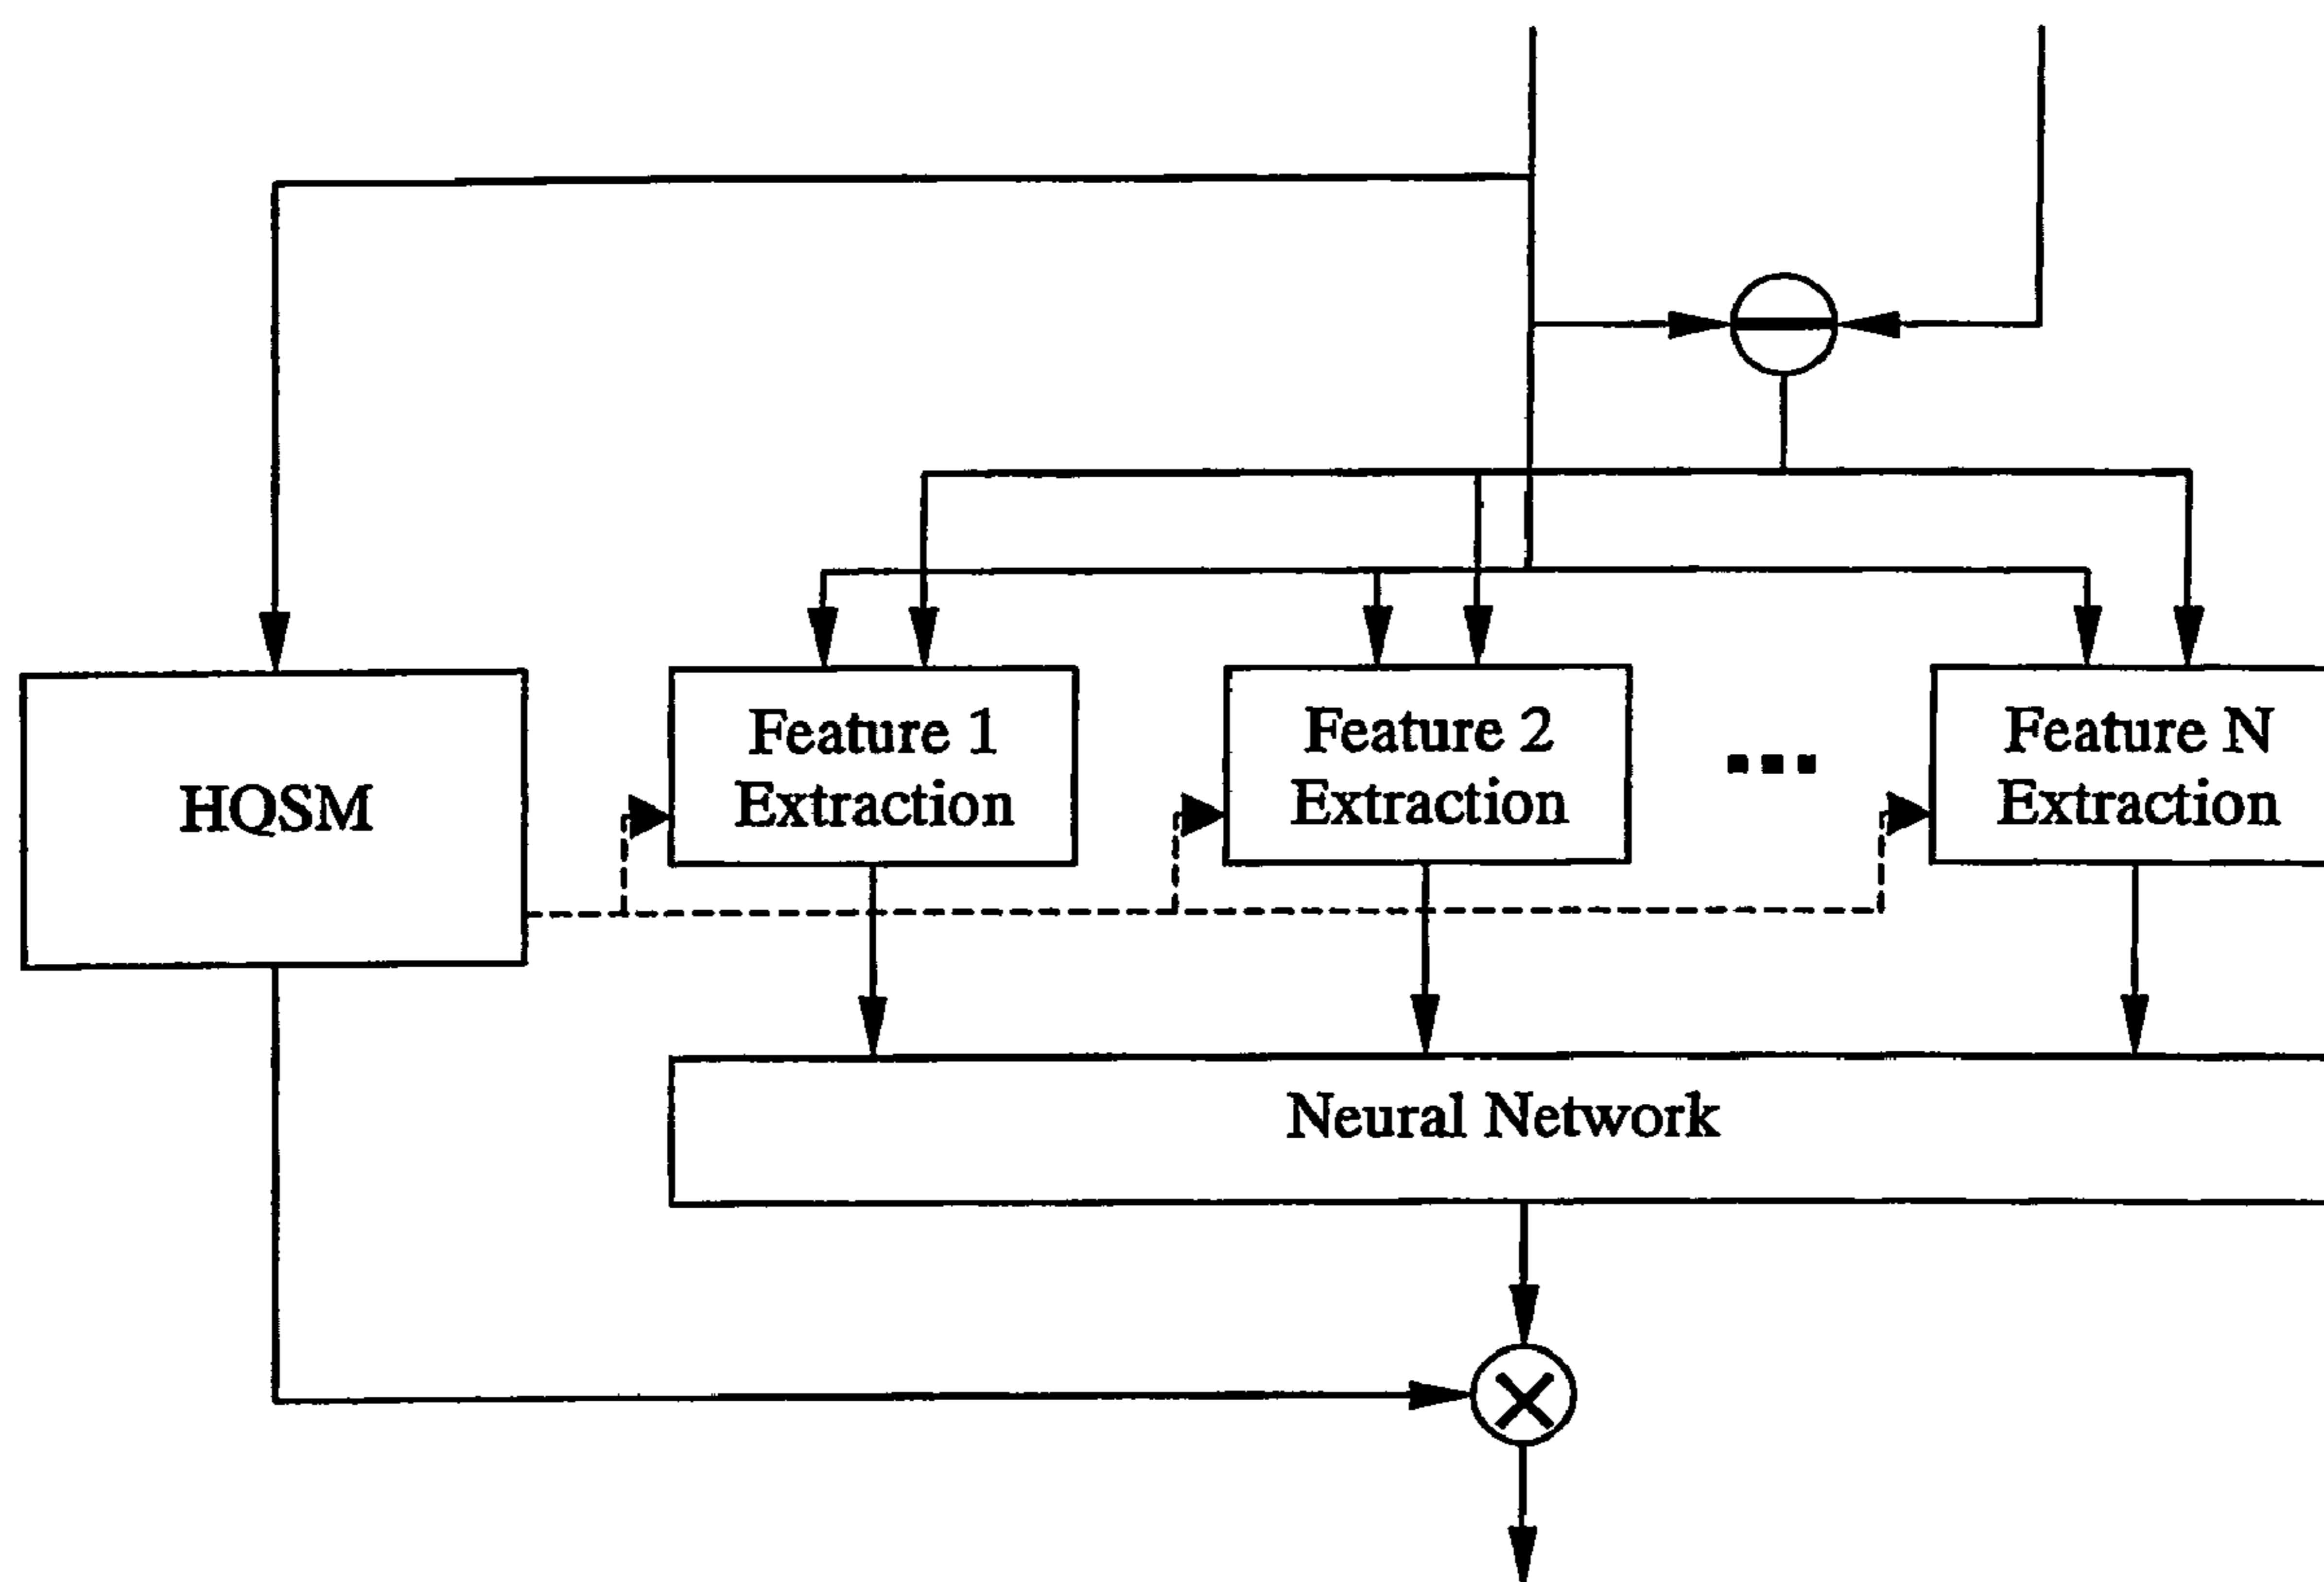 HQSM
Feature 1
Extraction
Feature 2
Extraction
...
Feature N
Extraction
Neural Network